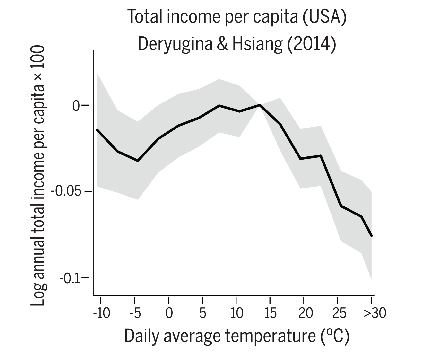 Total income per capita (USA)
Deryugina & Hsiang (2014)
Log annual total income per capita × 100
0
-0.05
-0.1
-10 -5 0 5 10 15 20 25 >30
Daily average temperature (ºC)